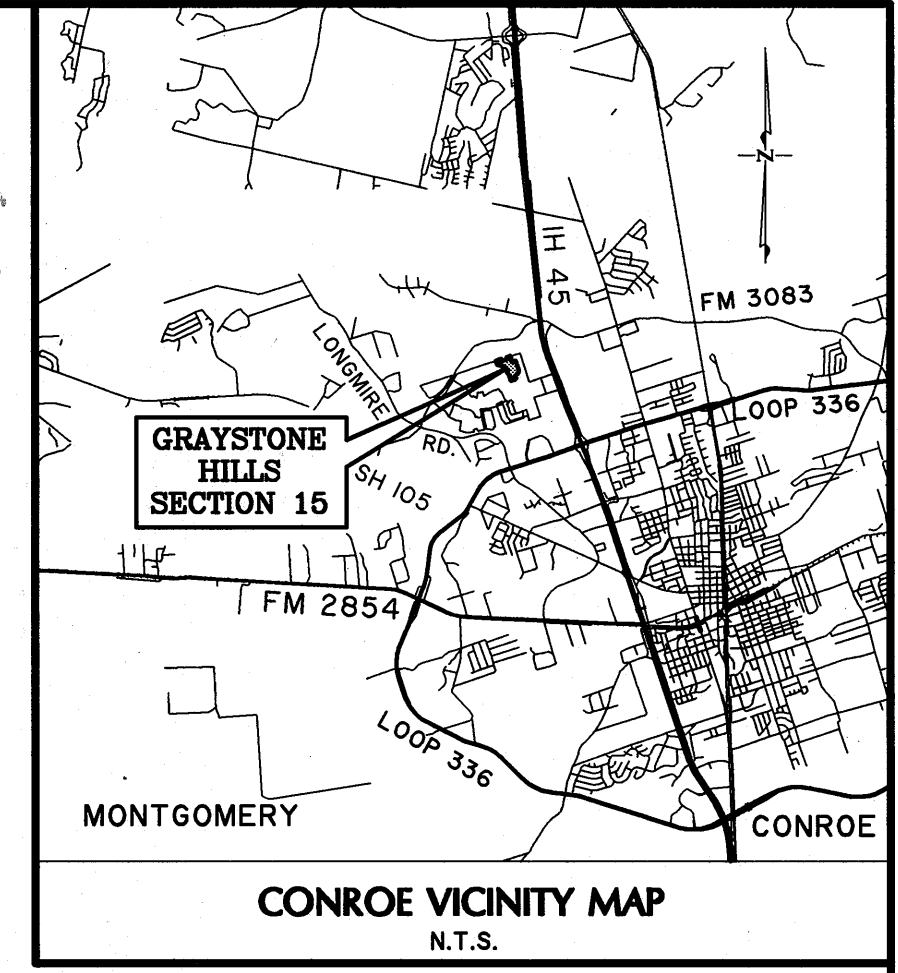 N
IH 45
FM 3083
LONGMIRE
RD.
LOOP 336
GRAYSTONE
HILLS
SECTION 15
SH 105
FM 2854
LOOP 336
MONTGOMERY
CONROE
CONROE VICINITY MAP
N.T.S.